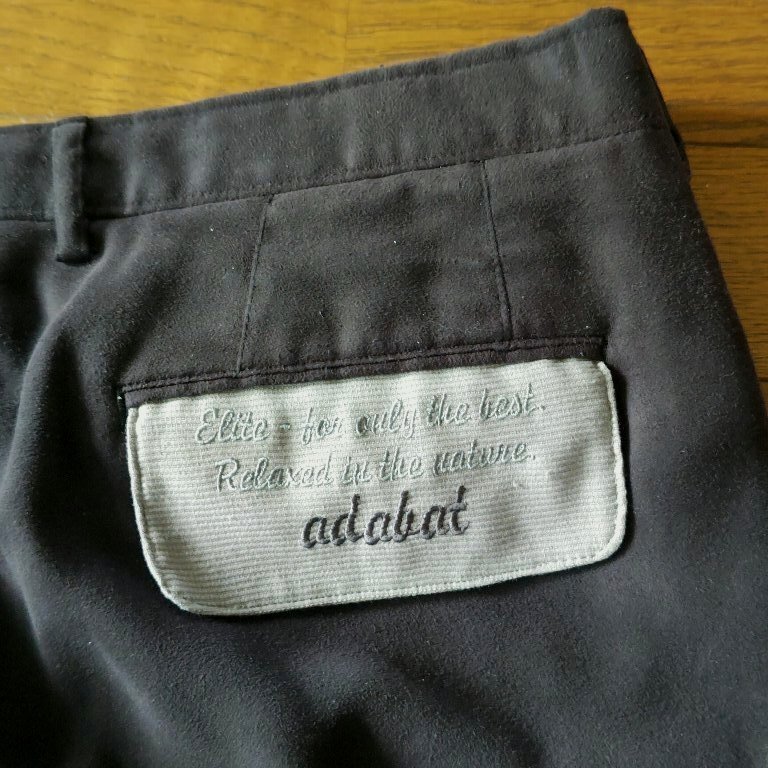 Elite - for only the best.
Relaxed in the nature.
adabat